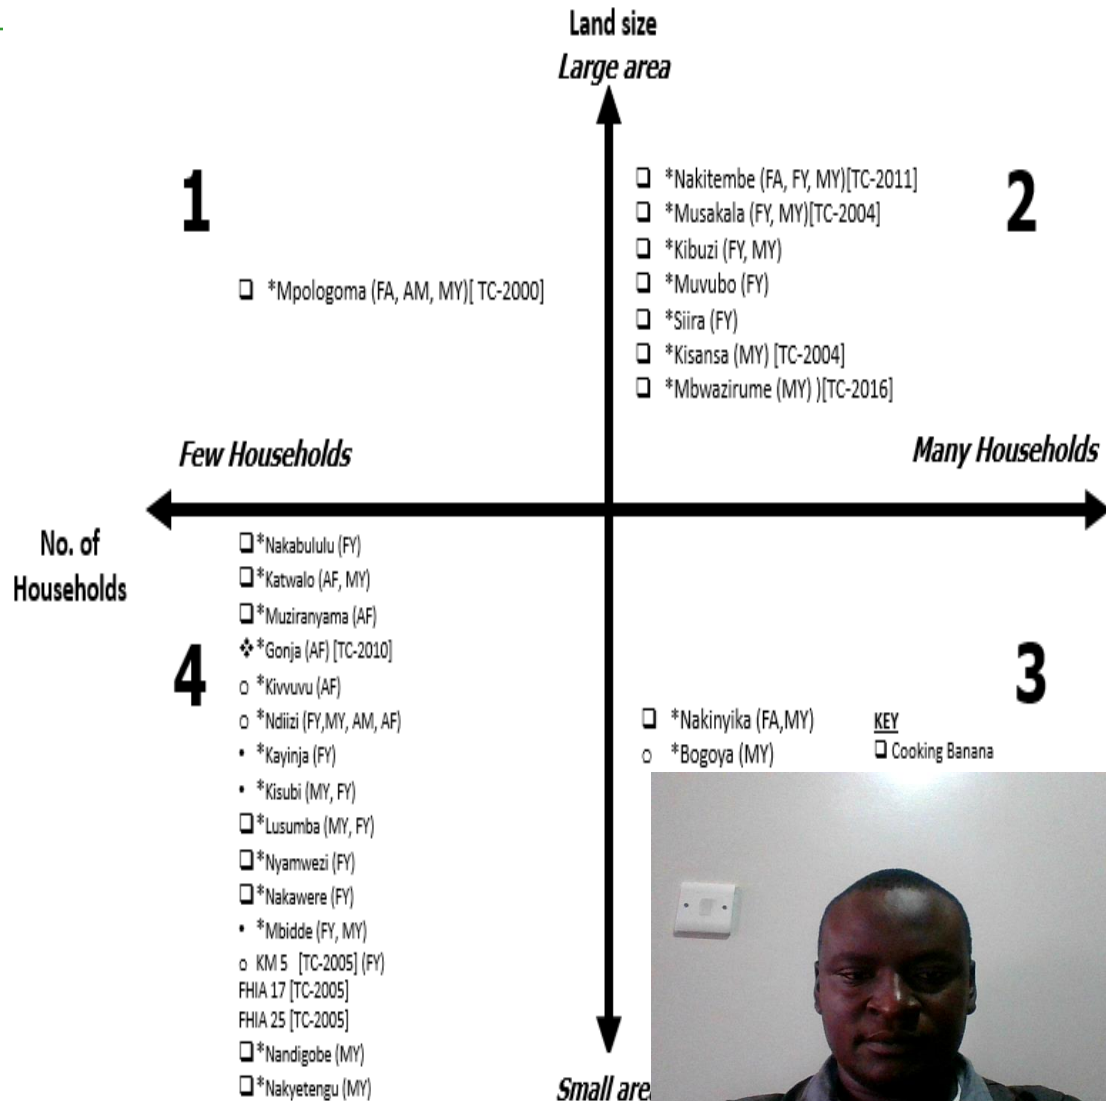 Land size
Large area
1
2
❑ *Nakitembe (FA, FY, MY)[TC-2011]
❑ *Musakala (FY, MY)[TC-2004]
❑ *Kibuzi (FY, MY)
❑ *Muvubo (FY)
❑ *Siira (FY)
❑ *Kisansa (MY) [TC-2004]
❑ *Mbwazirume (MY) )[TC-2016]
❑ *Mpologoma (FA, AM, MY)[ TC-2000]
Few Households
Many Households
No. of
Households
4
❑*Nakabululu (FY)
❑*Katwalo (AF, MY)
❑*Muziranyama (AF)
❖*Gonja (AF) [TC-2010]
o *Kivvuvu (AF)
o *Ndiizi (FY,MY, AM, AF)
• *Kayinja (FY)
• *Kisubi (MY, FY)
❑*Lusumba (MY, FY)
❑*Nyamwezi (FY)
❑*Nakawere (FY)
• *Mbidde (FY, MY)
o KM 5 [TC-2005] (FY)
FHIA 17 [TC-2005]
FHIA 25 [TC-2005]
❑*Nandigobe (MY)
❑*Nakyetengu (MY)
3
❑ *Nakinyika (FA,MY)
o *Bogoya (MY)
KEY
❑ Cooking Banana
Small are